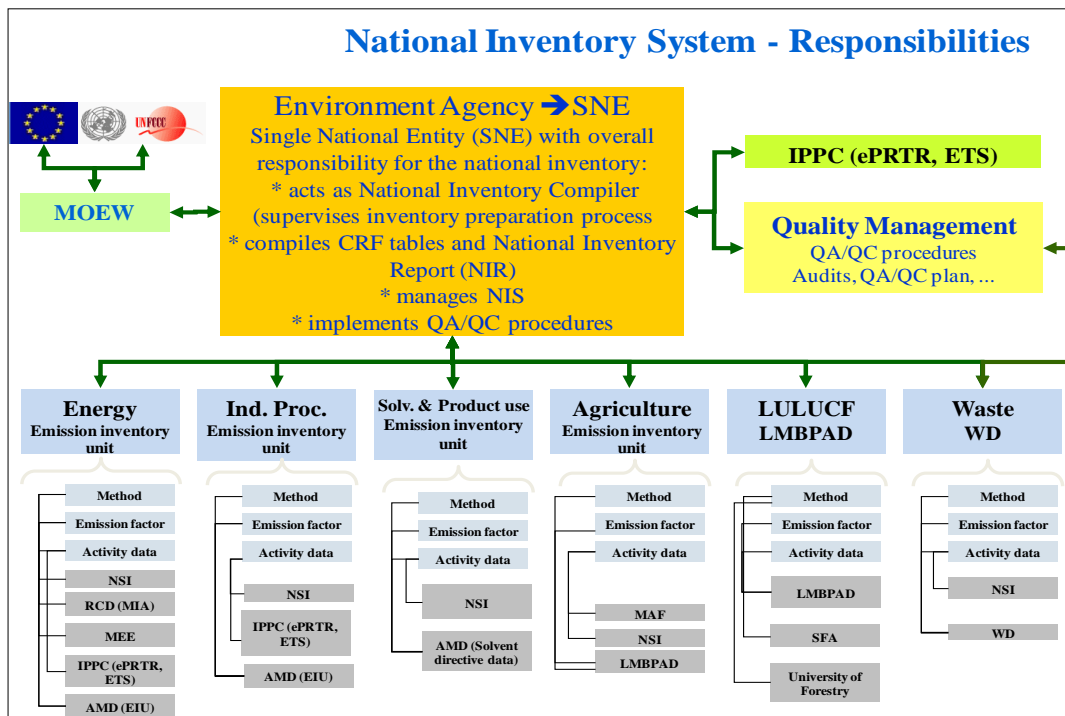 National Inventory System - Responsibilities
UNFCCC
MOEW
Environment Agency ➔ SNE
Single National Entity (SNE) with overall
responsibility for the national inventory:
* acts as National Inventory Compiler
(supervises inventory preparation process
* compiles CRF tables and National Inventory
Report (NIR)
* manages NIS
* implements QA/QC procedures
IPPC (ePRTR, ETS)
Quality Management
QA/QC procedures
Audits, QA/QC plan, ...
Energy
Emission inventory
unit
Method
Emission factor
Activity data
NSI
RCD (MIA)
MEE
IPPC (ePRTR,
ETS)
AMD (EIU)
Ind. Proc.
Emission inventory
unit
Method
Emission factor
Activity data
NSI
IPPC (ePRTR,
ETS)
AMD (EIU)
Solv. & Product use
Emission inventory
unit
Method
Emission factor
Activity data
NSI
AMD (Solvent
directive data)
Agriculture
Emission inventory
unit
Method
Emission factor
Activity data
MAF
NSI
LMBPAD
LULUCF
LMBPAD
Method
Emission factor
Activity data
LMBPAD
SFA
University of
Forestry
Waste
WD
Method
Emission factor
Activity data
NSI
WD